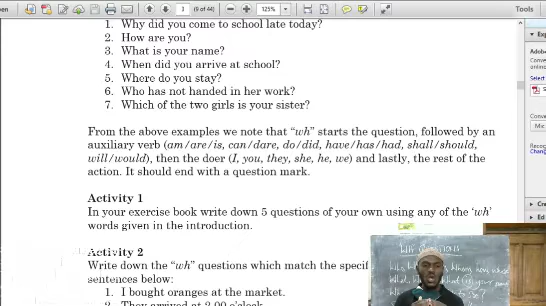 3
(9 of 44)
125%
Tools
1. Why did you come to school late today?
2. How are you?
3. What is your name?
4. When did you arrive at school?
5. Where do you stay?
6. Who has not handed in her work?
7. Which of the two girls is your sister?
From the above examples we note that “wh” starts the question, followed by an
auxiliary verb (am/are/is, can/dare, do/did, have/has/had, shall/should,
will/would), then the doer (I, you, they, she, he, we) and lastly, the rest of the
action. It should end with a question mark.
Activity 1
In your exercise book write down 5 questions of your own using any of the ‘wh’
words given in the introduction.
Activity 2
Write down the “wh” questions which match the specif
sentences below:
1. I bought oranges at the market.
2. They arrived at 2.00 o'clock